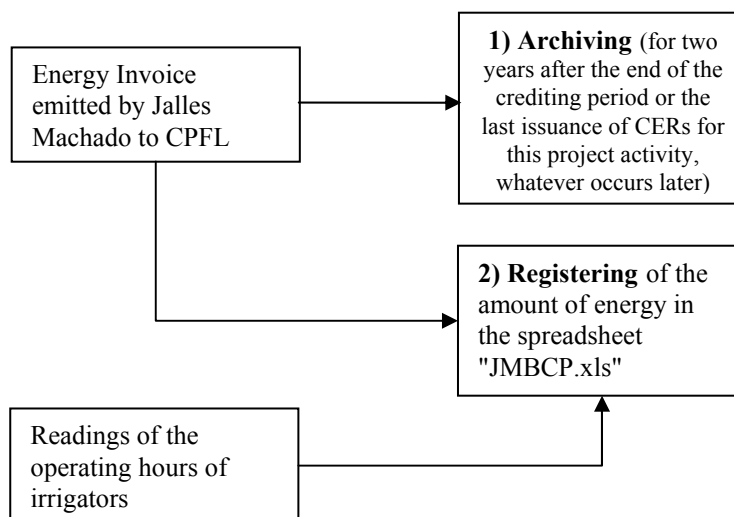 Energy Invoice
emitted by Jalles
Machado to CPFL
1) Archiving (for two
years after the end of the
crediting period or the
last issuance of CERs for
this project activity,
whatever occurs later)
2) Registering of the
amount of energy in
the spreadsheet
"JMBCP.xls"
Readings of the
operating hours of
irrigators